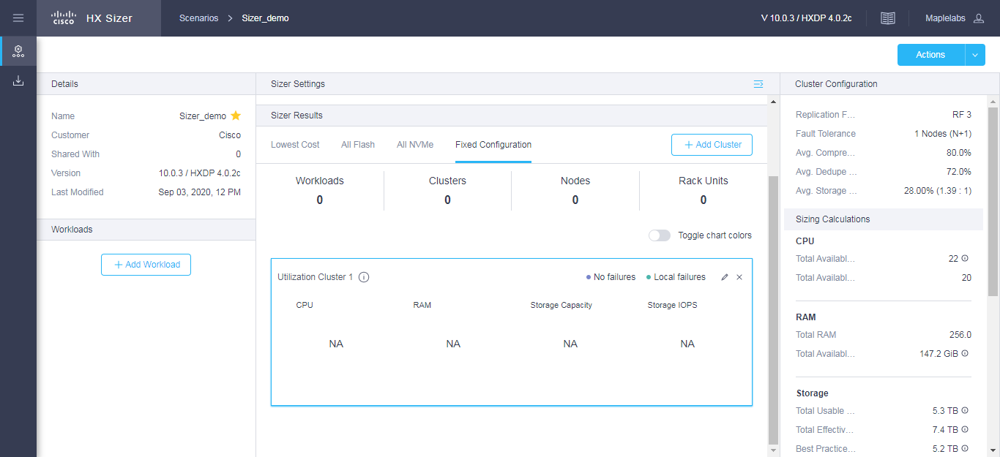 CISCO
HX Sizer
Scenarios
Sizer_demo
V 10.0.3 / HXDP 4.0.2c
Maplelabs
Actions
Details
Name
Sizer_demo
Customer
Cisco
Shared With
0
Version
10.0.3 / HXDP 4.0.2c
Last Modified
Sep 03, 2020, 12 PM
Workloads
+ Add Workload
Sizer Settings
Sizer Results
Lowest Cost
All Flash
All NVMe
Fixed Configuration
+ Add Cluster
Workloads
0
Clusters
0
Nodes
0
Rack Units
0
Toggle chart colors
Utilization Cluster 1
No failures
Local failures
CPU
NA
RAM
NA
Storage Capacity
NA
Storage IOPS
NA
Cluster Configuration
Replication F...
RF 3
Fault Tolerance
1 Nodes (N+1)
Avg. Compre...
80.0%
Avg. Dedupe ...
72.0%
Avg. Storage ...
28.00% (1.39 : 1)
Sizing Calculations
CPU
Total Availabl...
22
Total Availabl...
20
RAM
Total RAM
256.0
Total Availabl...
147.2 GiB
Storage
Total Usable ...
5.3 TB
Total Effectiv...
7.4 TB
Best Practice...
5.2 TB